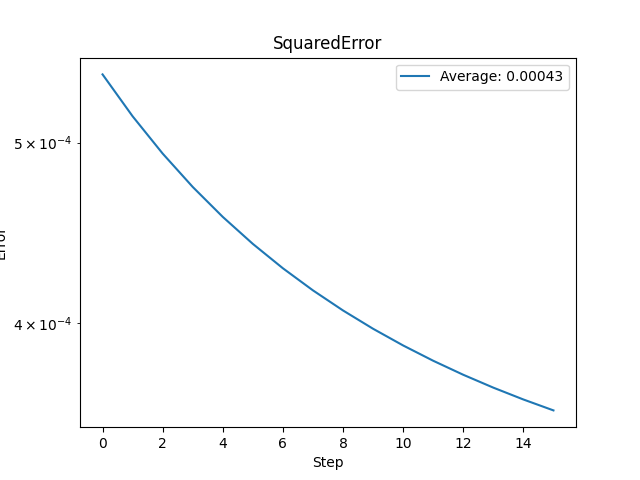 SquaredError
Average: 0.00043
5 × 10⁻⁴
4 × 10⁻⁴
Error
0 2 4 6 8 10 12 14
Step